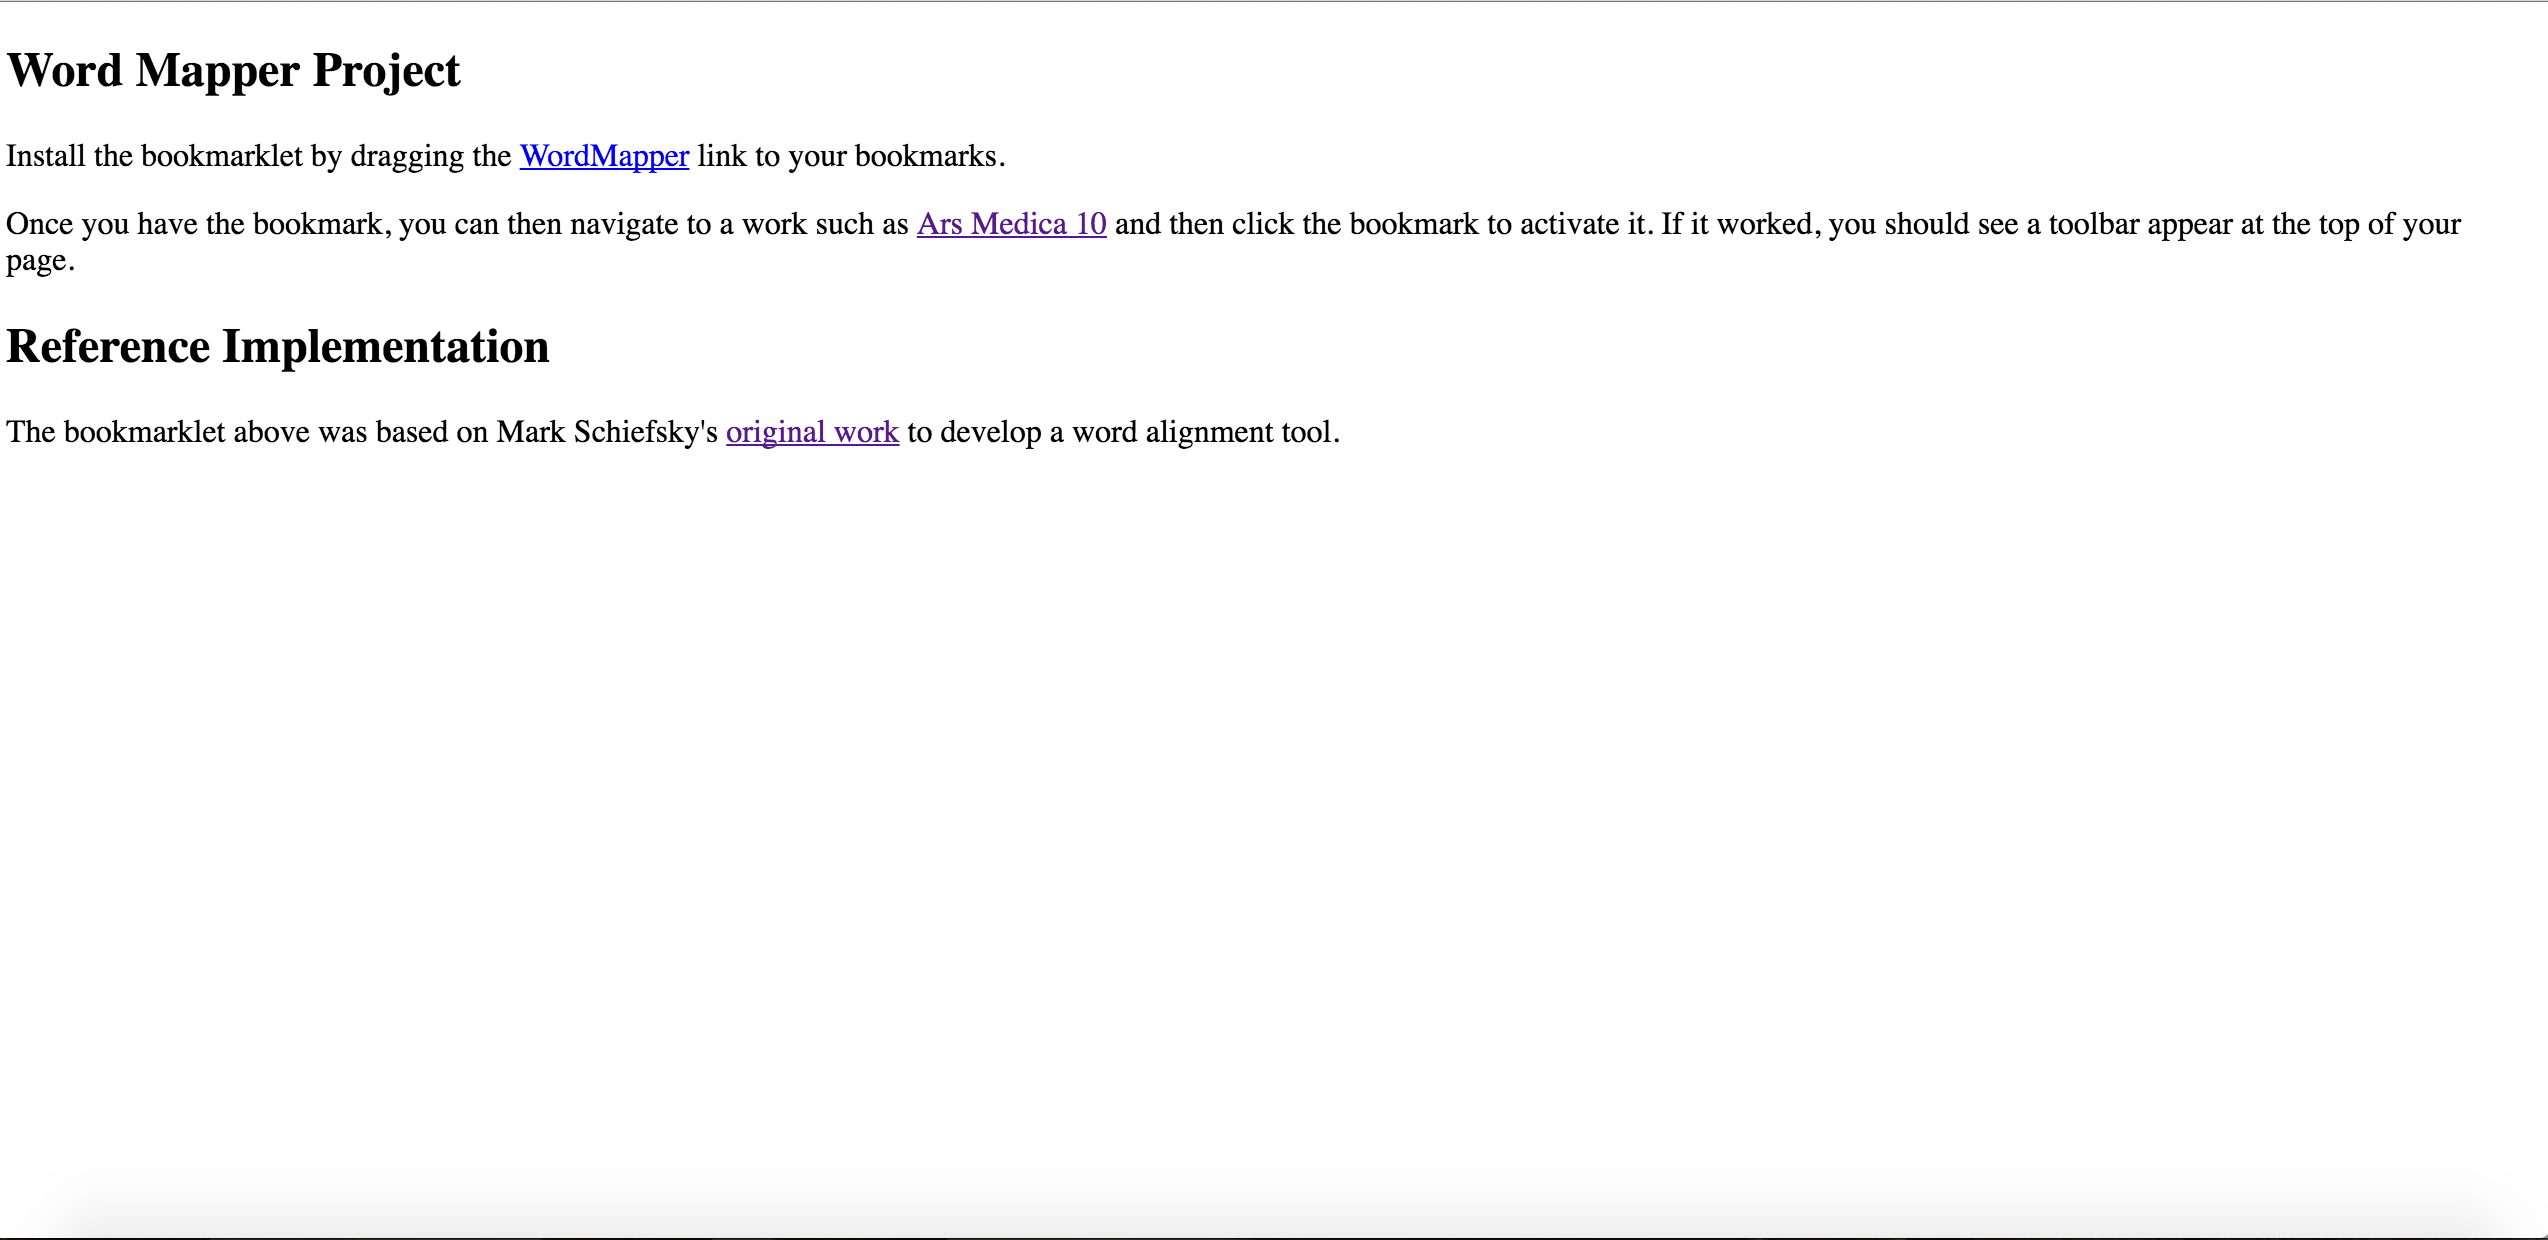 Word Mapper Project
Install the bookmarklet by dragging the WordMapper link to your bookmarks.
Once you have the bookmark, you can then navigate to a work such as Ars Medica 10 and then click the bookmark to activate it. If it worked, you should see a toolbar appear at the top of your
page.
Reference Implementation
The bookmarklet above was based on Mark Schiefsky's original work to develop a word alignment tool.